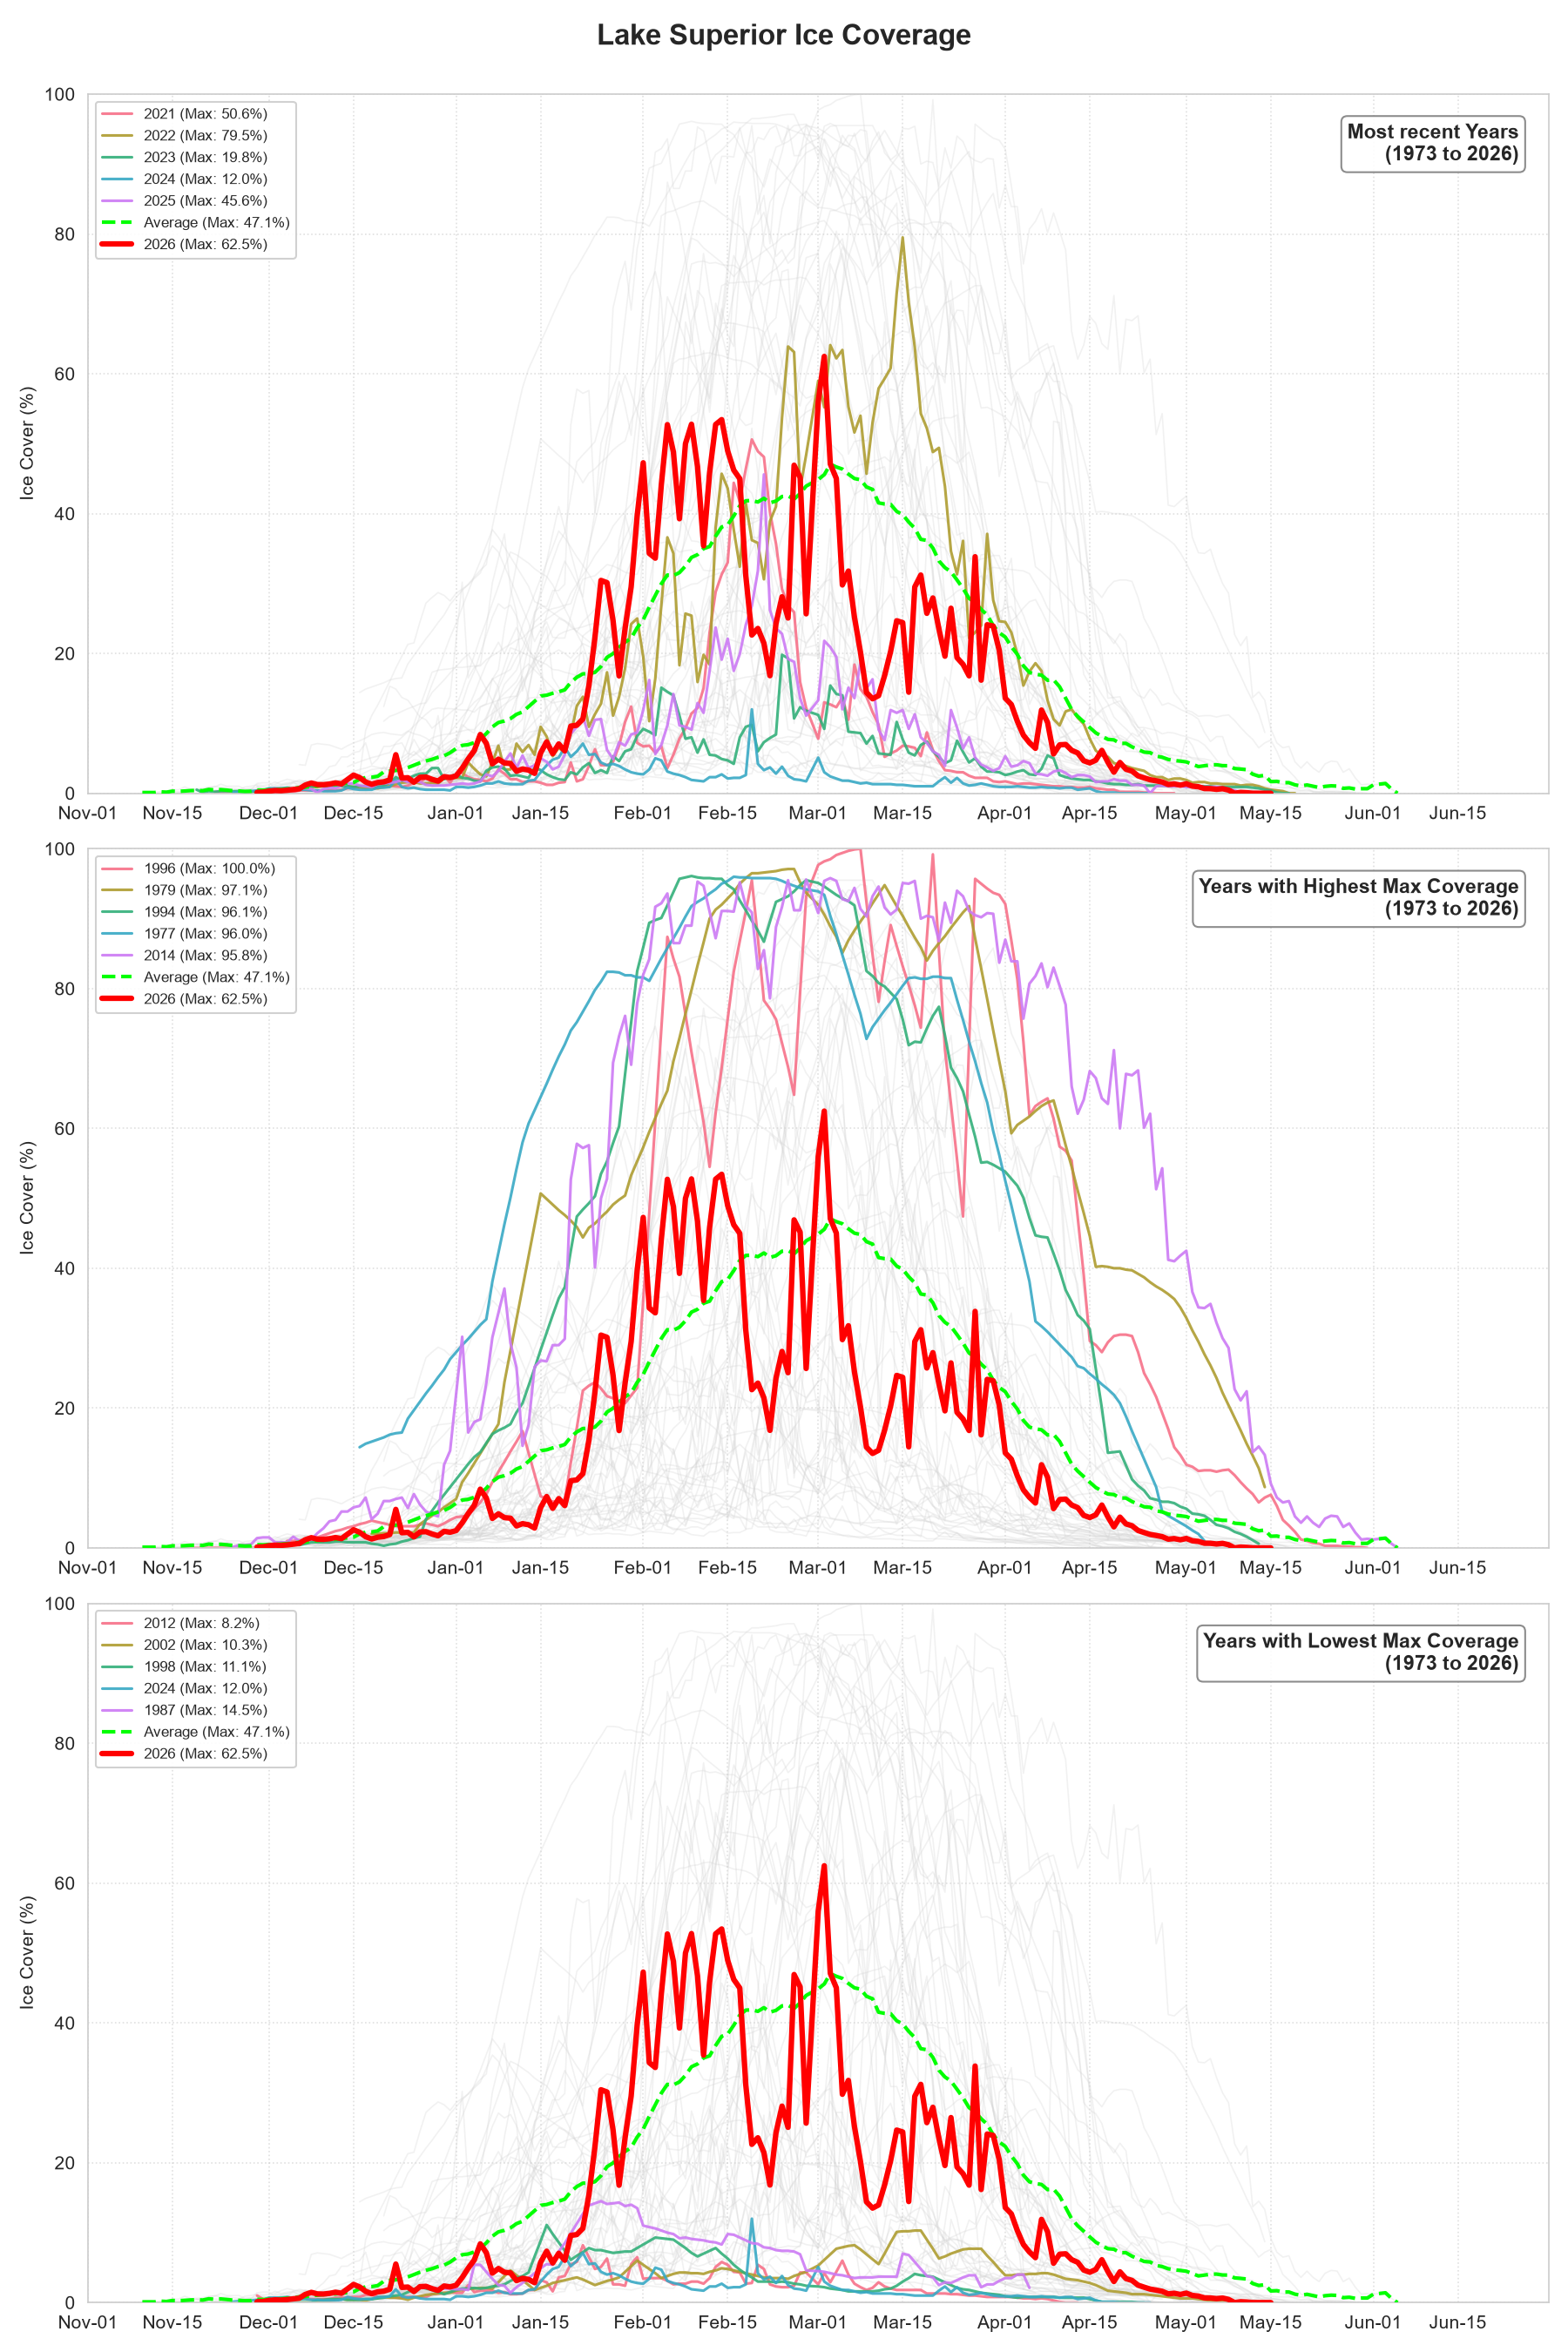 Lake Superior Ice Coverage
100
80
60
40
20
0
Ice Cover (%)
2021 (Max: 50.6%)
2022 (Max: 79.5%)
2023 (Max: 19.8%)
2024 (Max: 12.0%)
2025 (Max: 45.6%)
Average (Max: 47.1%)
2026 (Max: 62.5%)
Most recent Years
(1973 to 2026)
Nov-01 Nov-15 Dec-01 Dec-15 Jan-01 Jan-15 Feb-01 Feb-15 Mar-01 Mar-15 Apr-01 Apr-15 May-01 May-15 Jun-01 Jun-15
100
80
60
40
20
0
Ice Cover (%)
1996 (Max: 100.0%)
1979 (Max: 97.1%)
1994 (Max: 96.1%)
1977 (Max: 96.0%)
2014 (Max: 95.8%)
Average (Max: 47.1%)
2026 (Max: 62.5%)
Years with Highest Max Coverage
(1973 to 2026)
Nov-01 Nov-15 Dec-01 Dec-15 Jan-01 Jan-15 Feb-01 Feb-15 Mar-01 Mar-15 Apr-01 Apr-15 May-01 May-15 Jun-01 Jun-15
100
80
60
40
20
0
Ice Cover (%)
2012 (Max: 8.2%)
2002 (Max: 10.3%)
1998 (Max: 11.1%)
2024 (Max: 12.0%)
1987 (Max: 14.5%)
Average (Max: 47.1%)
2026 (Max: 62.5%)
Years with Lowest Max Coverage
(1973 to 2026)
Nov-01 Nov-15 Dec-01 Dec-15 Jan-01 Jan-15 Feb-01 Feb-15 Mar-01 Mar-15 Apr-01 Apr-15 May-01 May-15 Jun-01 Jun-15